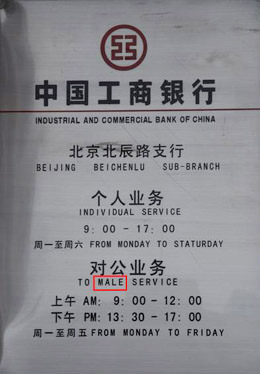 中国工商银行
INDUSTRIAL AND COMMERCIAL BANK OF CHINA
北京北辰路支行
BEIJING BEICHENLU SUB-BRANCH
个人业务
INDIVIDUAL SERVICE
9:00-17:00
周一至周六 FROM MONDAY TO STATURDAY
对公业务
TO MALE SERVICE
上午 AM: 9:00-12:00
下午 PM: 13:30-17:00
周一至周五 FROM MONDAY TO FRIDAY